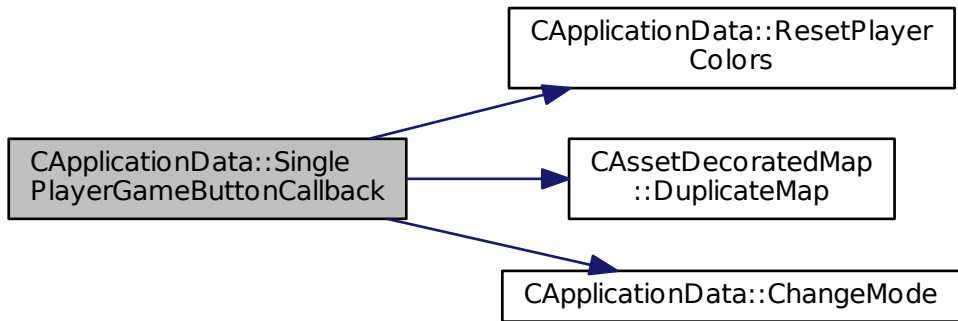 CApplicationData::ResetPlayer
Colors
CApplicationData::Single
PlayerGameButtonCallback
CAssetDecoratedMap
::DuplicateMap
CApplicationData::ChangeMode